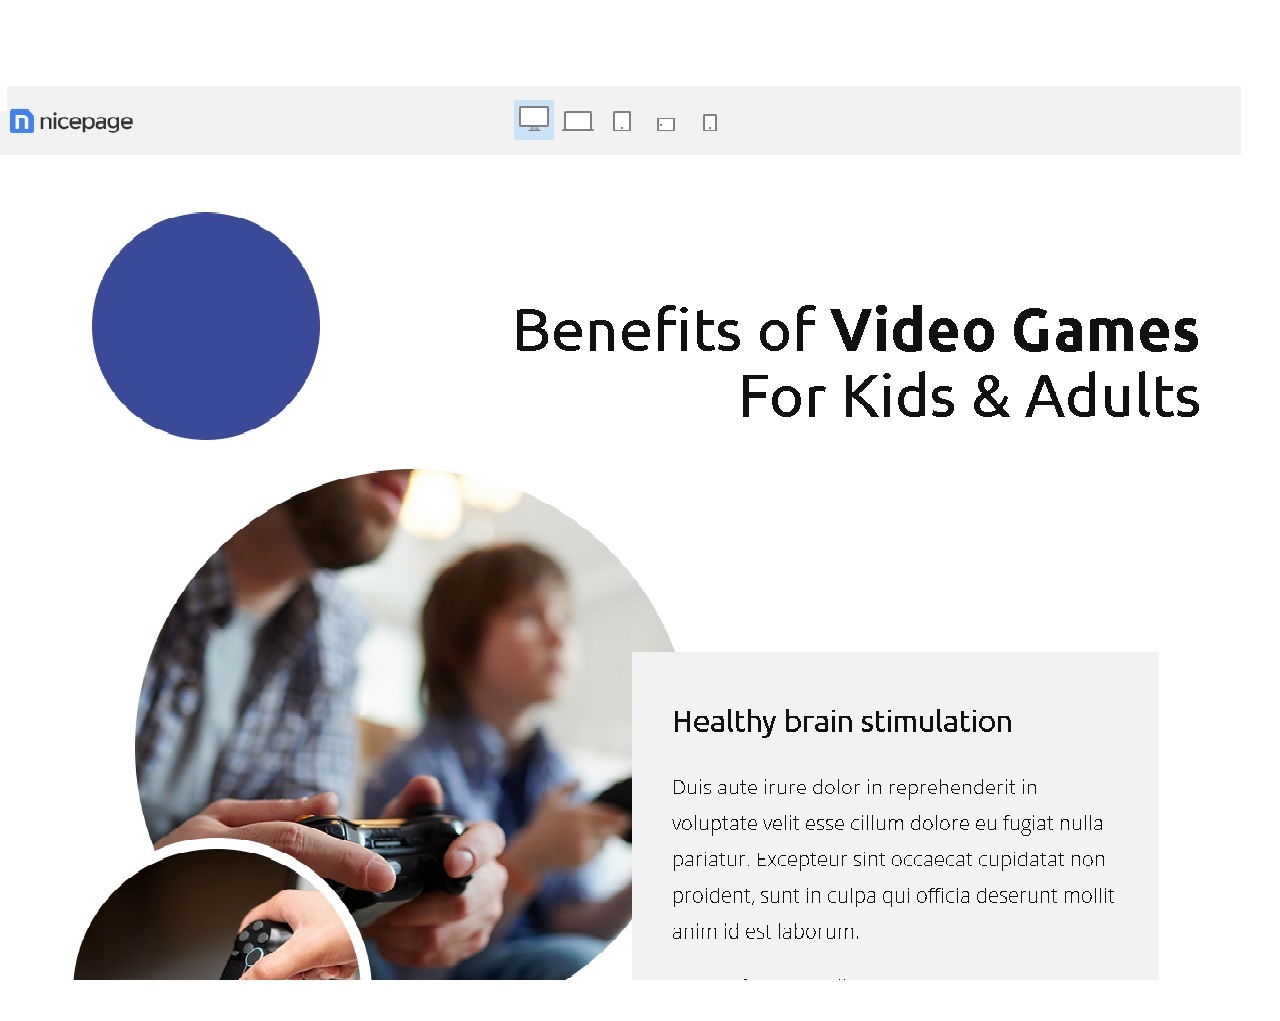 nicepage
Benefits of Video Games
For Kids & Adults
Healthy brain stimulation
Duis aute irure dolor in reprehenderit in
voluptate velit esse cillum dolore eu fugiat nulla
pariatur. Excepteur sint occaecat cupidatat non
proident, sunt in culpa qui officia deserunt mollit
anim id est laborum.